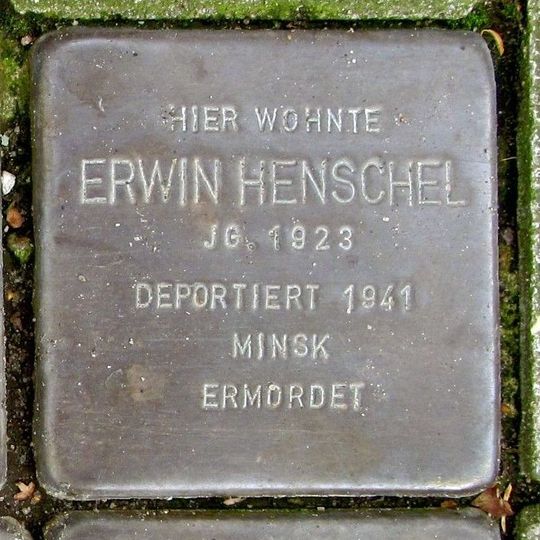 HIER WOHNTE
ERWIN HENSCHEL
JG. 1923
DEPORTIERT 1941
MINSK
ERMORDET